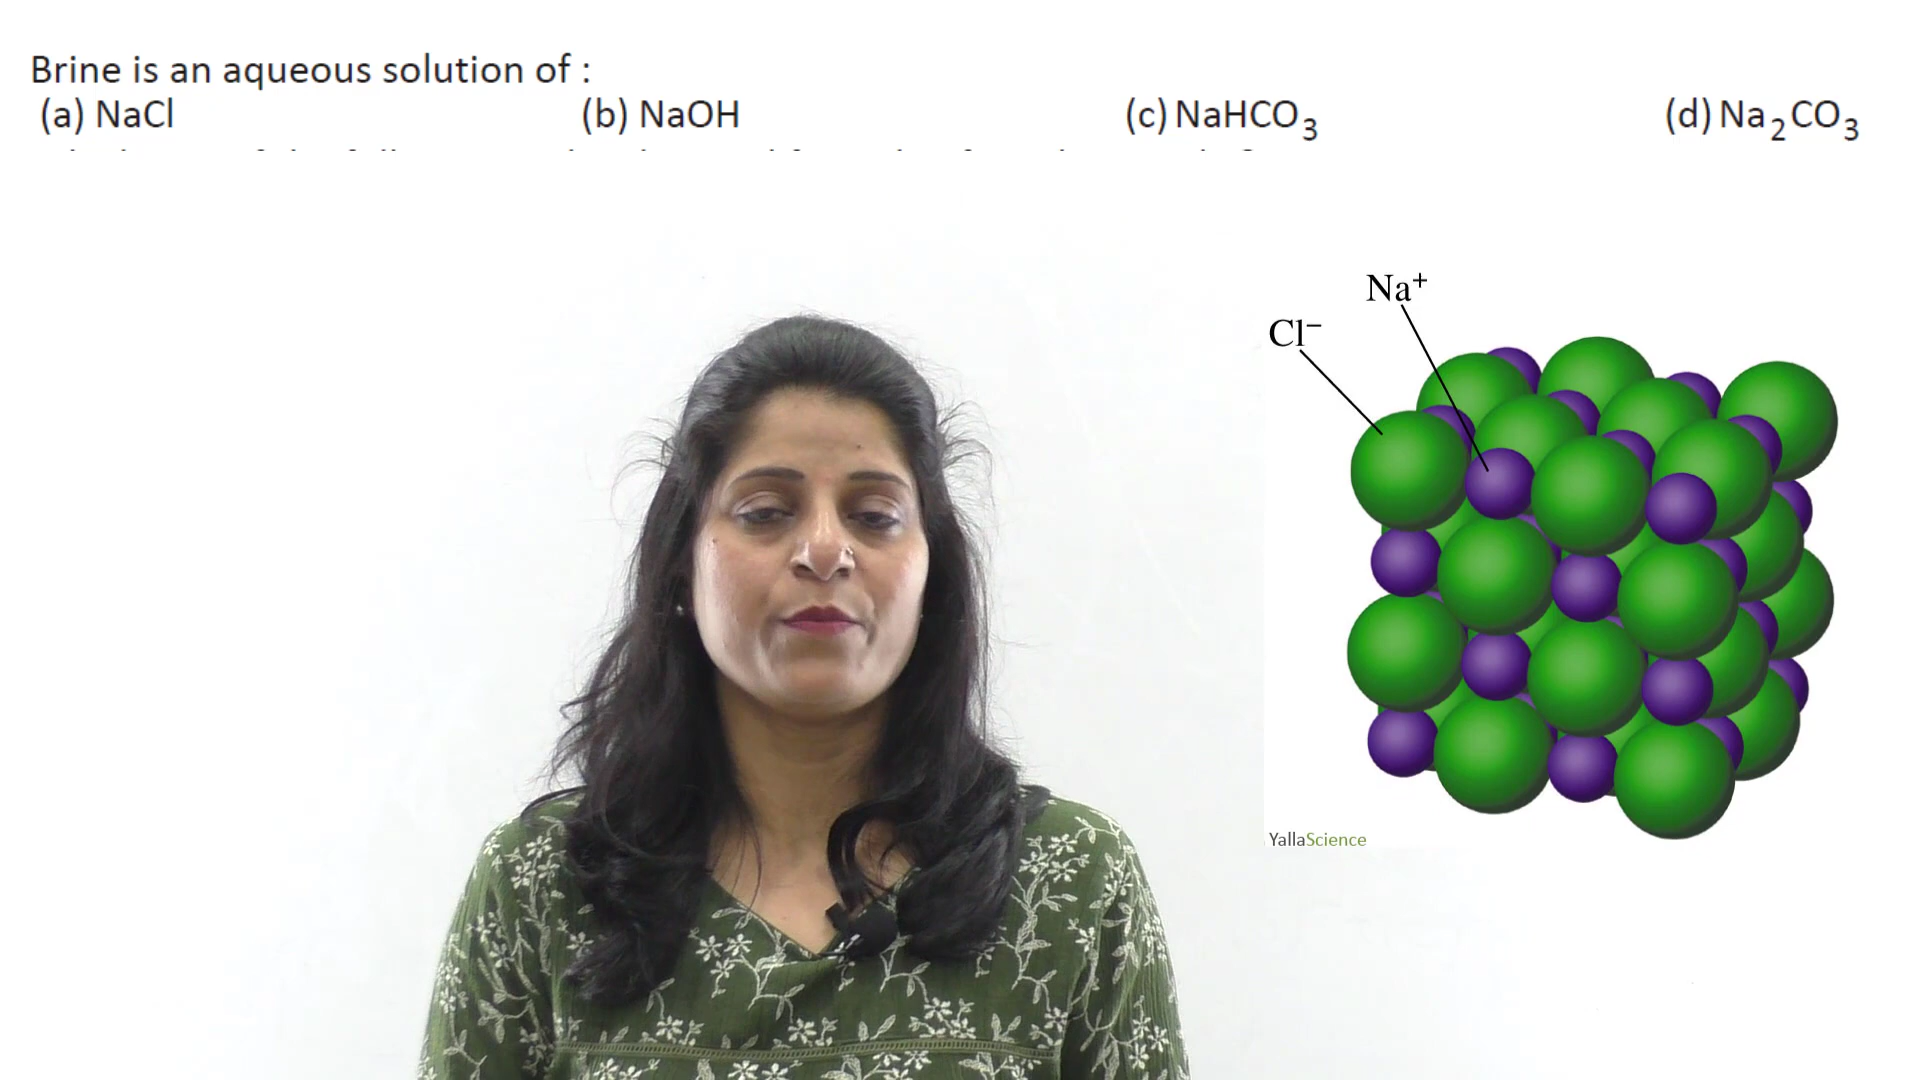 Brine is an aqueous solution of :
(a) NaCl (b) NaOH (c) NaHCO₃ (d) Na₂CO₃
Na⁺
Cl⁻
YallaScience